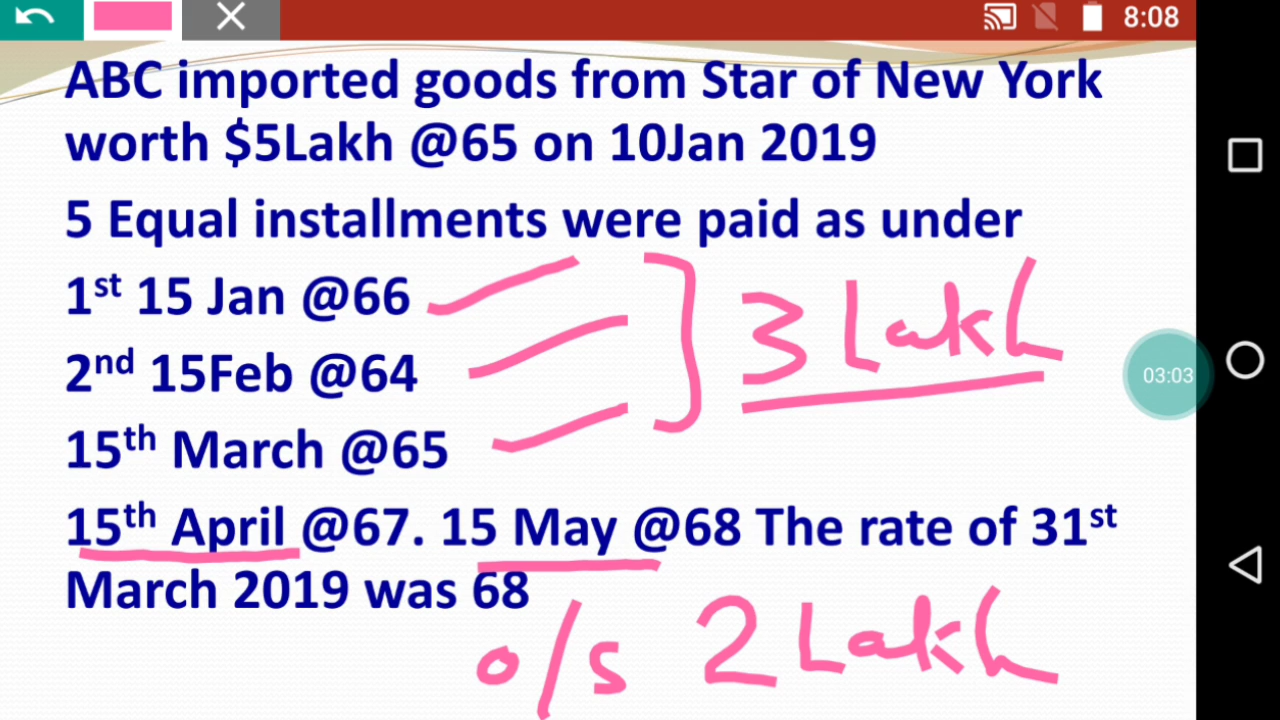 8:08
ABC imported goods from Star of New York
worth $5Lakh @65 on 10Jan 2019
5 Equal installments were paid as under
1st 15 Jan @66
2nd 15Feb @64
3 Lakh
03:03
15th March @65
15th April @67. 15 May @68 The rate of 31st
March 2019 was 68
o/s 2 Lakh